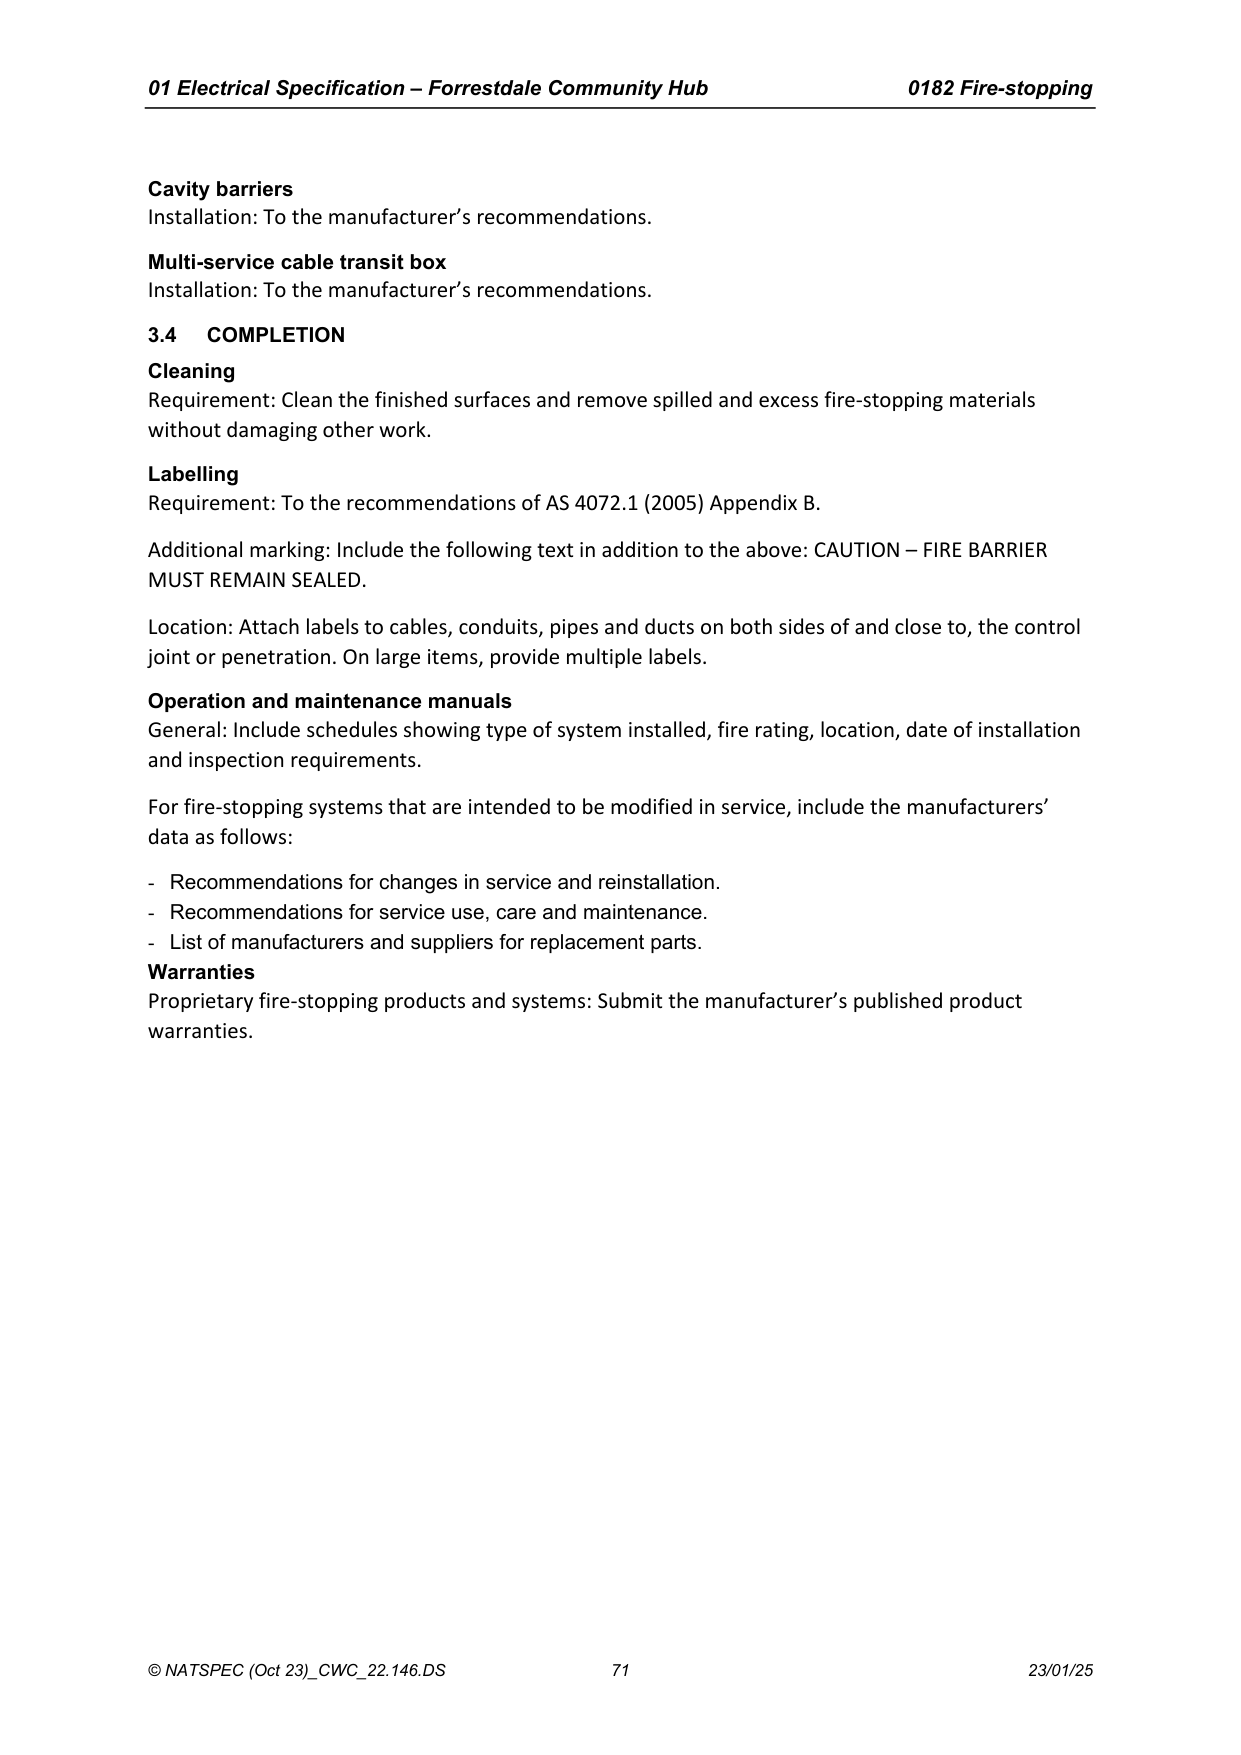 01 Electrical Specification – Forrestdale Community Hub 0182 Fire-stopping
Cavity barriers
Installation: To the manufacturer’s recommendations.
Multi-service cable transit box
Installation: To the manufacturer’s recommendations.
3.4 COMPLETION
Cleaning
Requirement: Clean the finished surfaces and remove spilled and excess fire-stopping materials
without damaging other work.
Labelling
Requirement: To the recommendations of AS 4072.1 (2005) Appendix B.
Additional marking: Include the following text in addition to the above: CAUTION – FIRE BARRIER
MUST REMAIN SEALED.
Location: Attach labels to cables, conduits, pipes and ducts on both sides of and close to, the control
joint or penetration. On large items, provide multiple labels.
Operation and maintenance manuals
General: Include schedules showing type of system installed, fire rating, location, date of installation
and inspection requirements.
For fire-stopping systems that are intended to be modified in service, include the manufacturers’
data as follows:
- Recommendations for changes in service and reinstallation.
- Recommendations for service use, care and maintenance.
- List of manufacturers and suppliers for replacement parts.
Warranties
Proprietary fire-stopping products and systems: Submit the manufacturer’s published product
warranties.
© NATSPEC (Oct 23)_CWC_22.146.DS 71 23/01/25